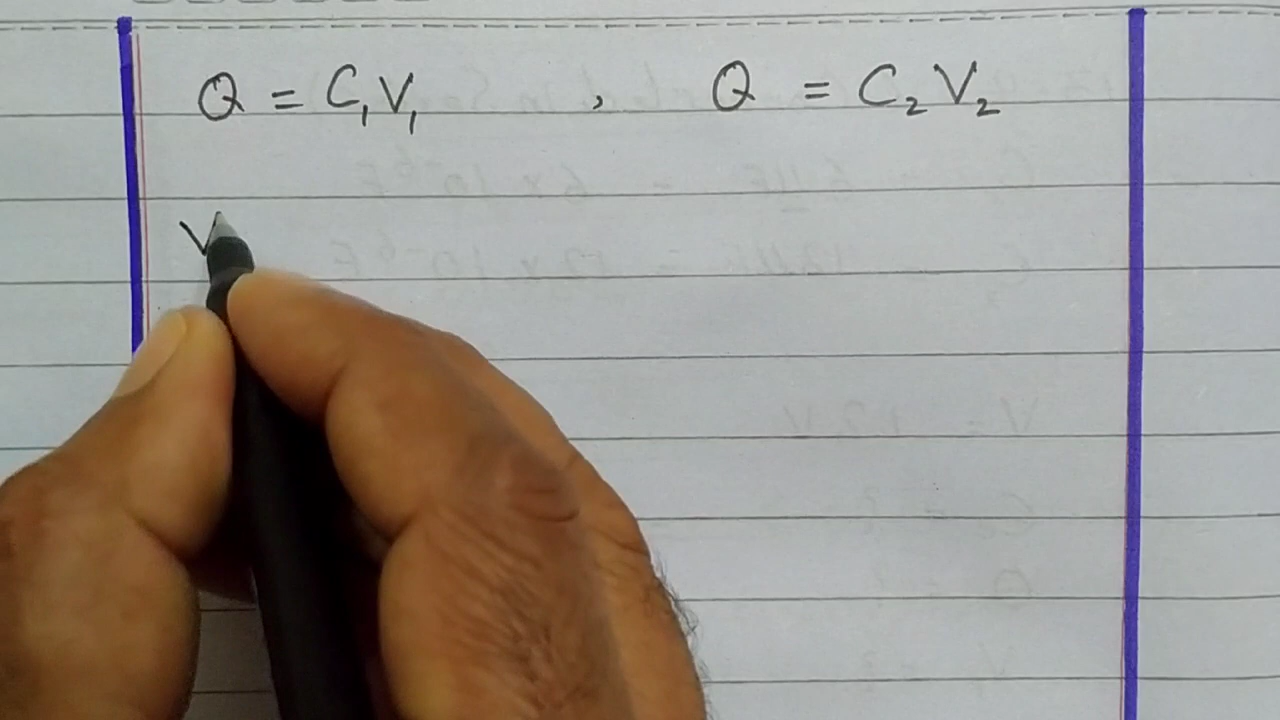 Q = C₁V₁ , Q = C₂V₂
V